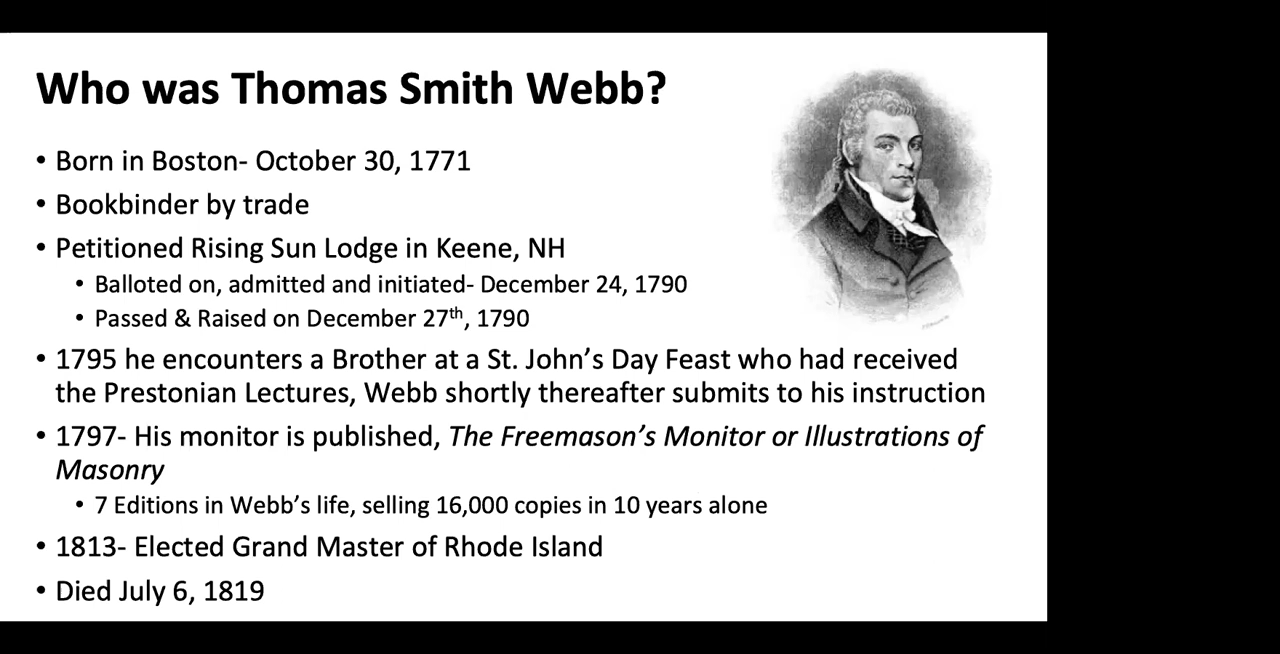 Who was Thomas Smith Webb?
• Born in Boston- October 30, 1771
• Bookbinder by trade
• Petitioned Rising Sun Lodge in Keene, NH
• Balloted on, admitted and initiated- December 24, 1790
• Passed & Raised on December 27th, 1790
• 1795 he encounters a Brother at a St. John’s Day Feast who had received
the Prestonian Lectures, Webb shortly thereafter submits to his instruction
• 1797- His monitor is published, The Freemason’s Monitor or Illustrations of
Masonry
• 7 Editions in Webb’s life, selling 16,000 copies in 10 years alone
• 1813- Elected Grand Master of Rhode Island
• Died July 6, 1819